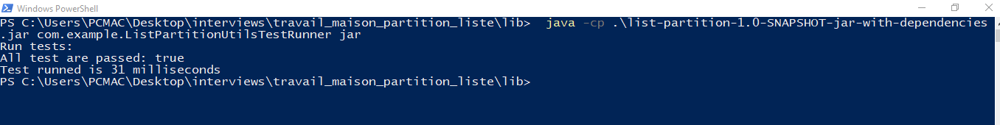 Windows PowerShell
PS C:\Users\PCMAC\Desktop\interviews\travail_maison_partition_liste\lib>  java -cp .\list-partition-1.0-SNAPSHOT-jar-with-dependencies
.jar com.example.ListPartitionUtilsTestRunner jar
Run tests:
All test are passed: true
Test runned is 31 milliseconds
PS C:\Users\PCMAC\Desktop\interviews\travail_maison_partition_liste\lib>